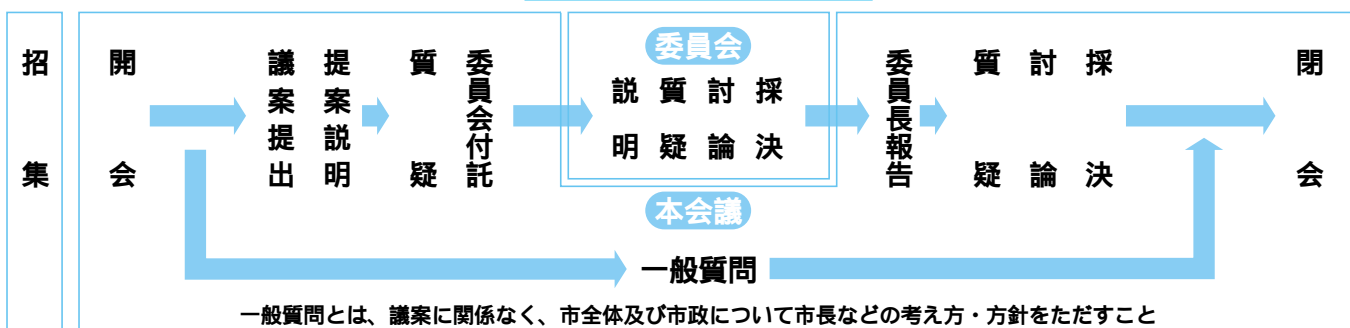 招集
開会
議案提出
提案説明
質疑
委員会付託
委員会
説明
質疑
討論
採決
委員長報告
質疑
討論
採決
閉会
本会議
一般質問
一般質問とは、議案に関係なく、市全体及び市政について市長などの考え方・方針をただすこと